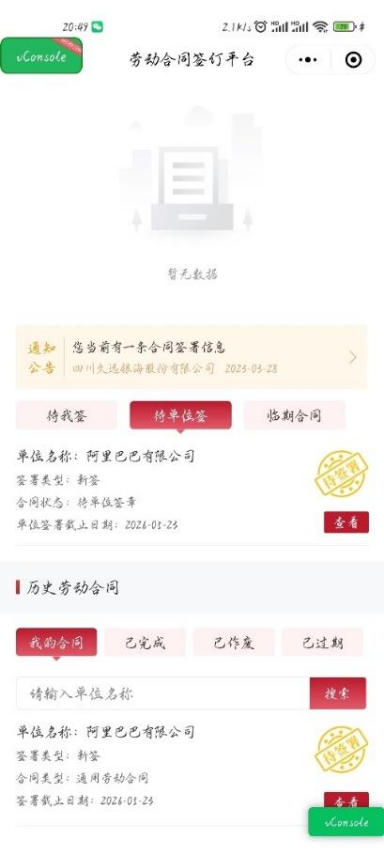 20:49
2.1K/s
vConsole
劳动合同签订平台
暂无数据
通知
公告
您当前有一条合同签署信息
四川久远银海股份有限公司 2025-03-28
待我签
待单位签
临期合同
单位名称：阿里巴巴有限公司
签署类型：新签
合同状态：待单位签章
单位签署截止日期：2026-01-23
待签署
查看
历史劳动合同
我的合同
已完成
已作废
已过期
请输入单位名称
搜索
单位名称：阿里巴巴有限公司
签署类型：新签
合同类型：通用劳动合同
签署截止日期：2026-01-23
待签署
查看
vConsole